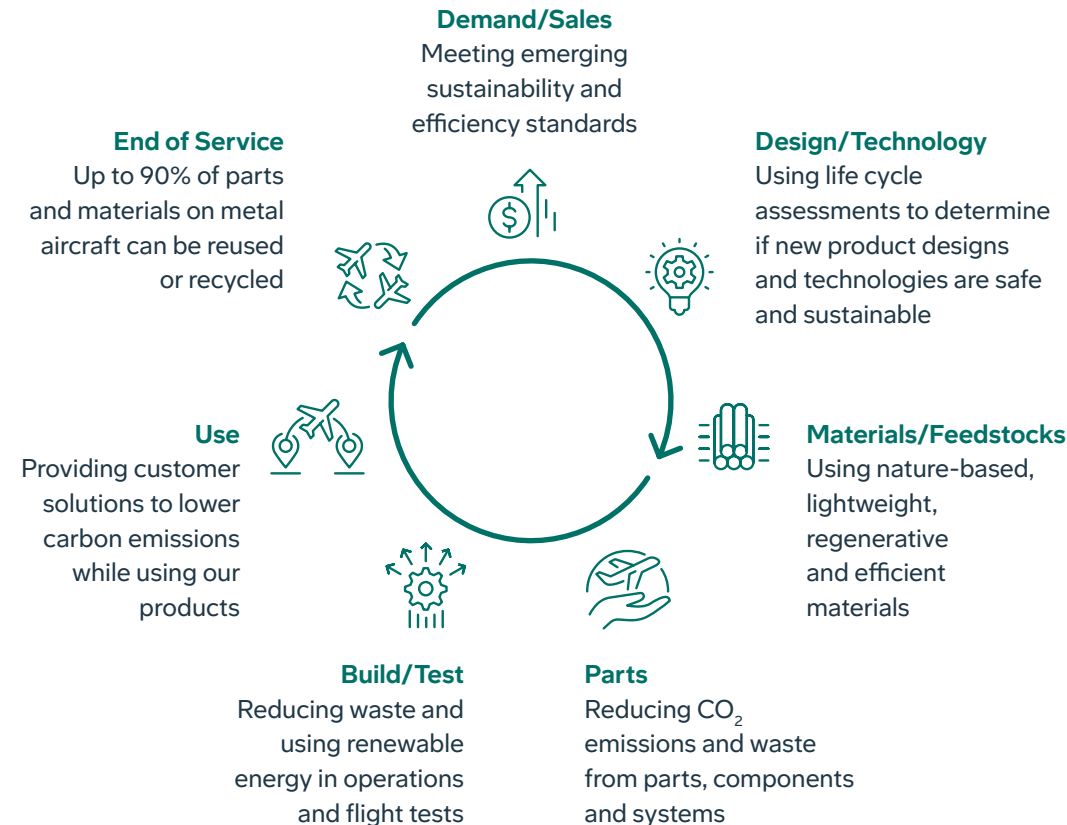 Demand/Sales
Meeting emerging
sustainability and
efficiency standards
Design/Technology
Using life cycle
assessments to determine
if new product designs
and technologies are safe
and sustainable
Materials/Feedstocks
Using nature-based,
lightweight,
regenerative
and efficient
materials
Parts
Reducing CO₂
emissions and waste
from parts, components
and systems
Build/Test
Reducing waste and
using renewable
energy in operations
and flight tests
Use
Providing customer
solutions to lower
carbon emissions
while using our
products
End of Service
Up to 90% of parts
and materials on metal
aircraft can be reused
or recycled
$